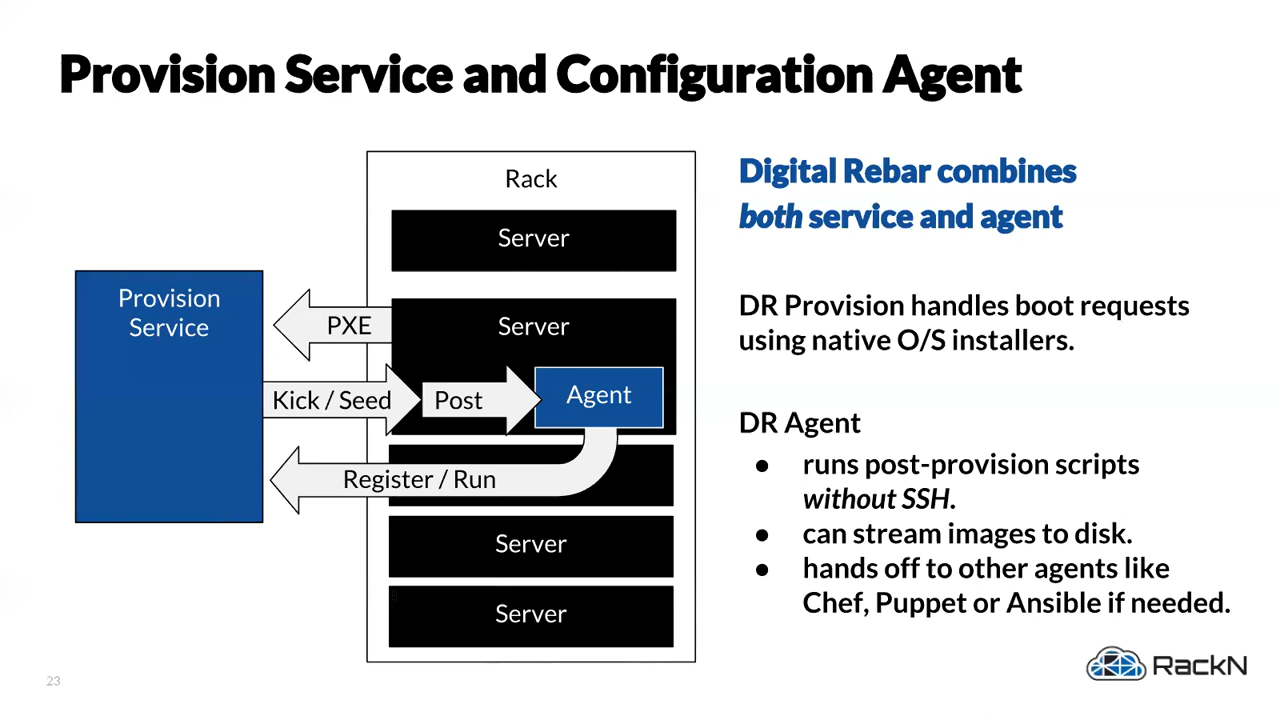 Provision Service and Configuration Agent
Rack
Server
Provision
Service
PXE
Server
Kick / Seed
Post
Agent
Register / Run
Server
Server
Digital Rebar combines
both service and agent
DR Provision handles boot requests
using native O/S installers.
DR Agent
● runs post-provision scripts
without SSH.
● can stream images to disk.
● hands off to other agents like
Chef, Puppet or Ansible if needed.
RackN
23